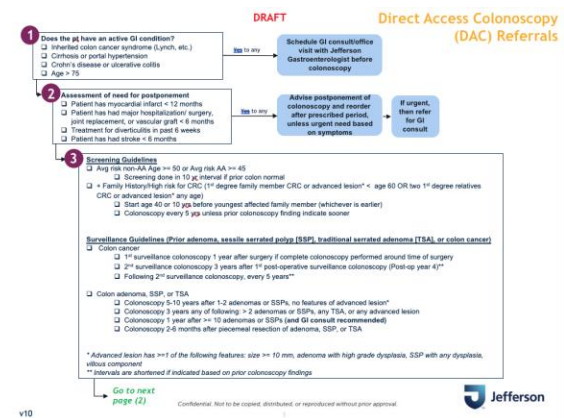 DRAFT
Direct Access Colonoscopy
(DAC) Referrals
1
Does the pt have an active GI condition?
❑ Inherited colon cancer syndrome (Lynch, etc.)
❑ Cirrhosis or portal hypertension
❑ Crohn's disease or ulcerative colitis
❑ Age > 75
Yes to any
Schedule GI consult/office
visit with Jefferson
Gastroenterologist before
colonoscopy
2
Assessment of need for postponement
❑ Patient has myocardial infarct < 12 months
❑ Patient has had major hospitalization/ surgery,
joint replacement, or vascular graft < 6 months
❑ Treatment for diverticulitis in past 6 weeks
❑ Patient has had stroke < 6 months
Yes to any
Advise postponement of
colonoscopy and reorder
after prescribed period,
unless urgent need based
on symptoms
If urgent,
then refer
for GI
consult
3
Screening Guidelines
❑ Avg risk non-AA Age >= 50 or Avg risk AA >= 45
❑ Screening done in 10 yr interval if prior colon normal
❑ + Family History/High risk for CRC (1st degree family member CRC or advanced lesion* < age 60 OR two 1st degree relatives
CRC or advanced lesion* any age)
❑ Start age 40 or 10 yrs before youngest affected family member (whichever is earlier)
❑ Colonoscopy every 5 yrs unless prior colonoscopy finding indicate sooner
Surveillance Guidelines (Prior adenoma, sessile serrated polyp [SSP], traditional serrated adenoma [TSA], or colon cancer)
❑ Colon cancer
❑ 1st surveillance colonoscopy 1 year after surgery if complete colonoscopy performed around time of surgery
❑ 2nd surveillance colonoscopy 3 years after 1st post-operative surveillance colonoscopy (Post-op year 4)**
❑ Following 2nd surveillance colonoscopy, every 5 years**
❑ Colon adenoma, SSP, or TSA
❑ Colonoscopy 5-10 years after 1-2 adenomas or SSPs, no features of advanced lesion*
❑ Colonoscopy 3 years any of following: > 2 adenomas or SSPs, any TSA, or any advanced lesion
❑ Colonoscopy 1 year after >= 10 adenomas or SSPs (and GI consult recommended)
❑ Colonoscopy 2-6 months after piecemeal resection of adenoma, SSP, or TSA
* Advanced lesion has >=1 of the following features: size >= 10 mm, adenoma with high grade dysplasia, SSP with any dysplasia,
villous component
** Intervals are shortened if indicated based on prior colonoscopy findings
Go to next
page (2)
Confidential. Not to be copied, distributed, or reproduced without prior approval.
Jefferson
v10